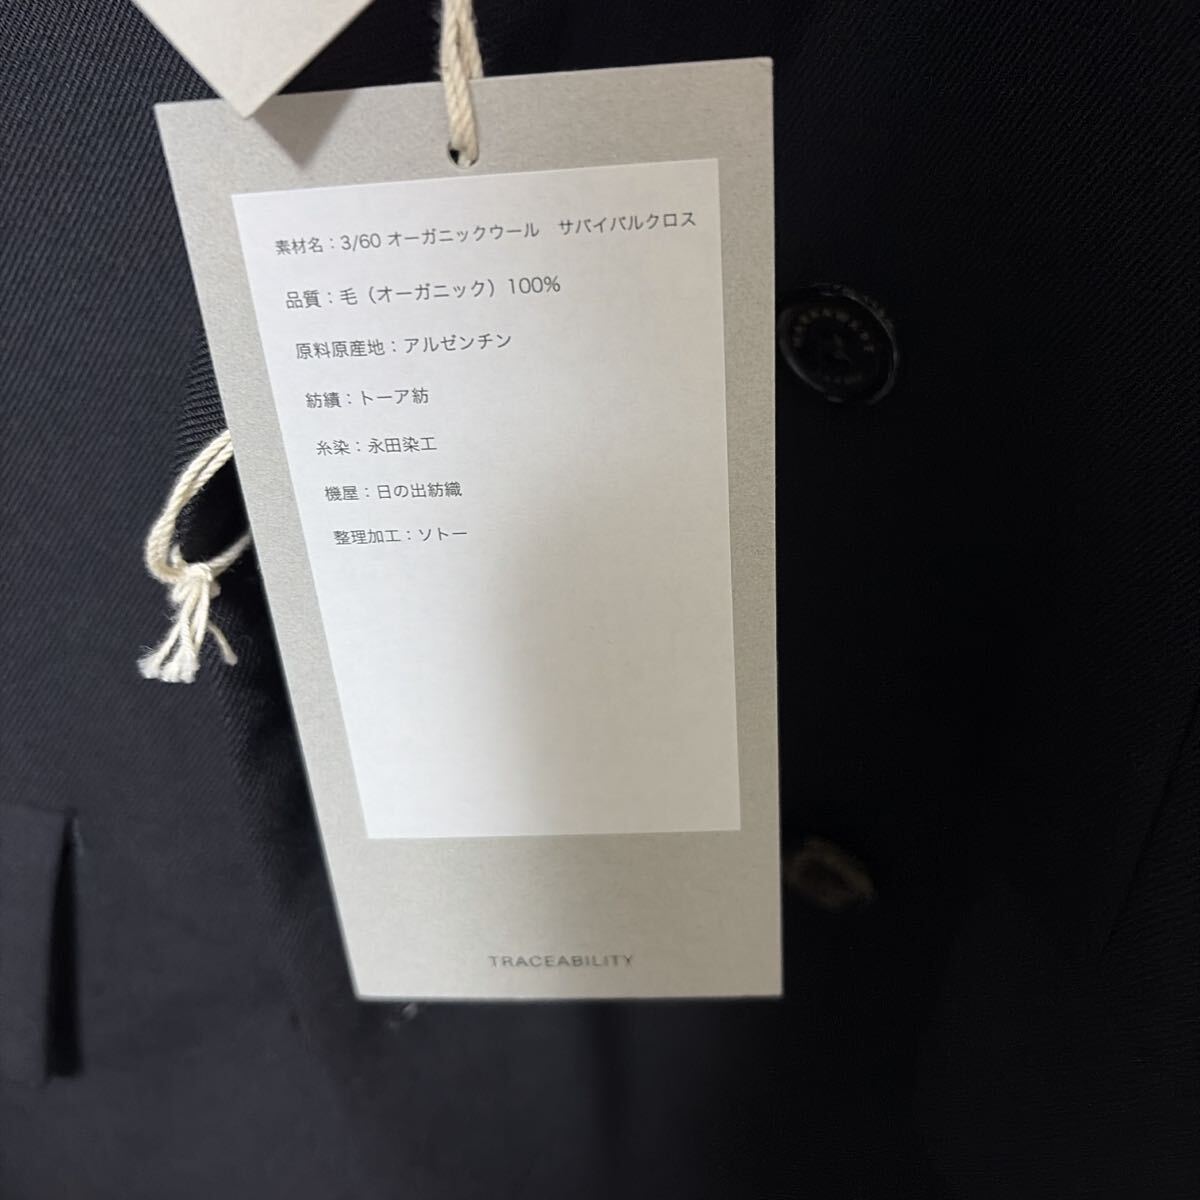 素材名：3/60 オーガニックウール　サバイバルクロス
品質：毛（オーガニック）100%
原料原産地：アルゼンチン
紡績：トーア紡
糸染：永田染工
機屋：日の出紡織
整理加工：ソトー
TRACEABILITY